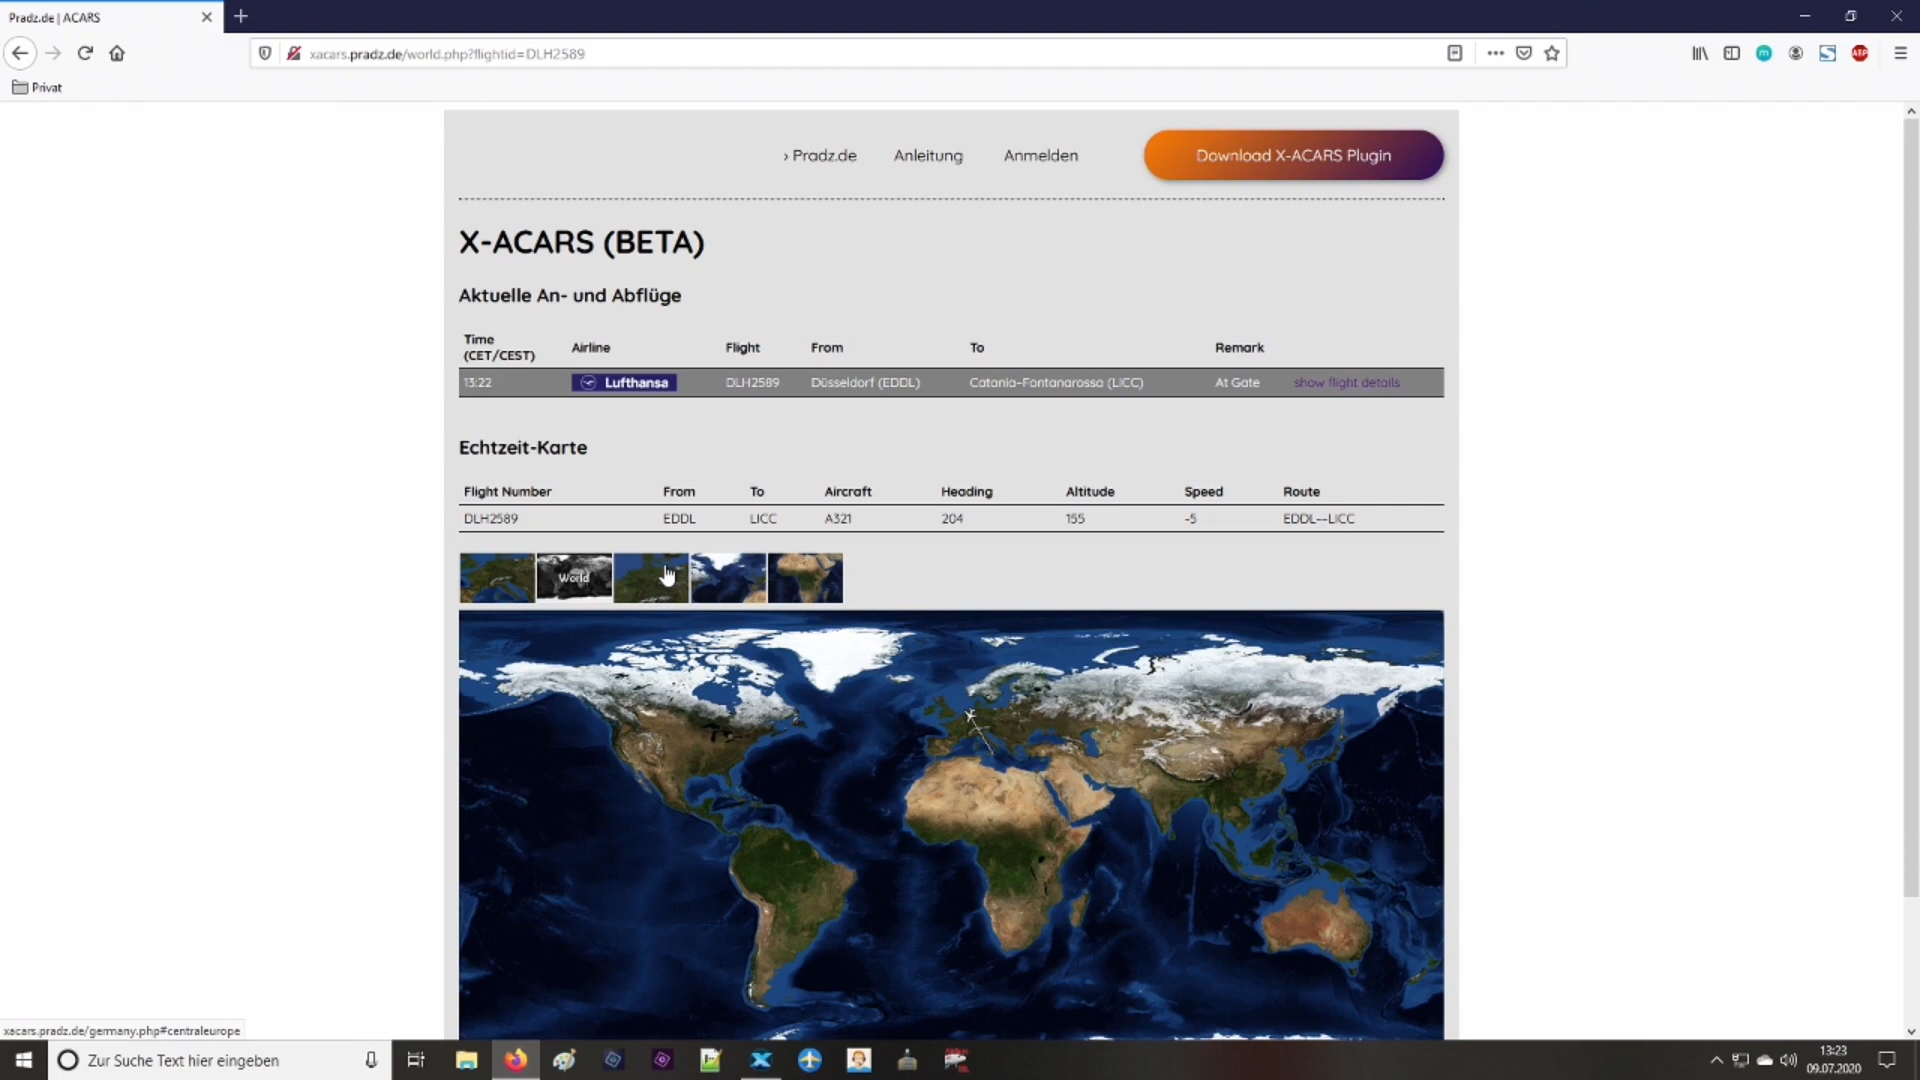 Pradz.de | ACARS
xacars.pradz.de/world.php?flightid=DLH2589
Privat
› Pradz.de Anleitung Anmelden Download X-ACARS Plugin
X-ACARS (BETA)
Aktuelle An- und Abflüge
Time (CET/CEST) Airline Flight From To Remark
13:22 Lufthansa DLH2589 Düsseldorf (EDDL) Catania-Fontanarossa (LICC) At Gate show flight details
Echtzeit-Karte
Flight Number From To Aircraft Heading Altitude Speed Route
DLH2589 EDDL LICC A321 204 155 -5 EDDL--LICC
World
xacars.pradz.de/germany.php#centraleurope
Zur Suche Text hier eingeben
13:23
09.07.2020